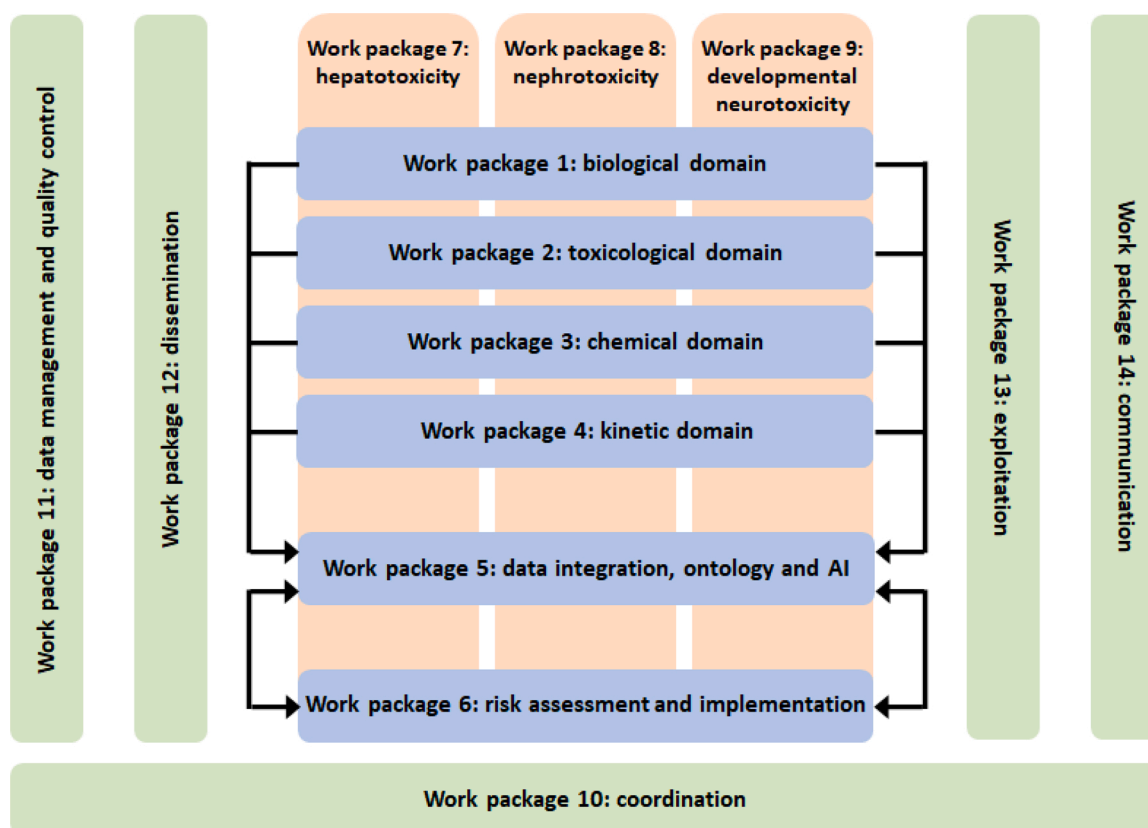 Work package 11: data management and quality control
Work package 12: dissemination
Work package 7:
hepatotoxicity
Work package 8:
nephrotoxicity
Work package 9:
developmental
neurotoxicity
Work package 1: biological domain
Work package 2: toxicological domain
Work package 3: chemical domain
Work package 4: kinetic domain
Work package 5: data integration, ontology and AI
Work package 6: risk assessment and implementation
Work package 13: exploitation
Work package 14: communication
Work package 10: coordination